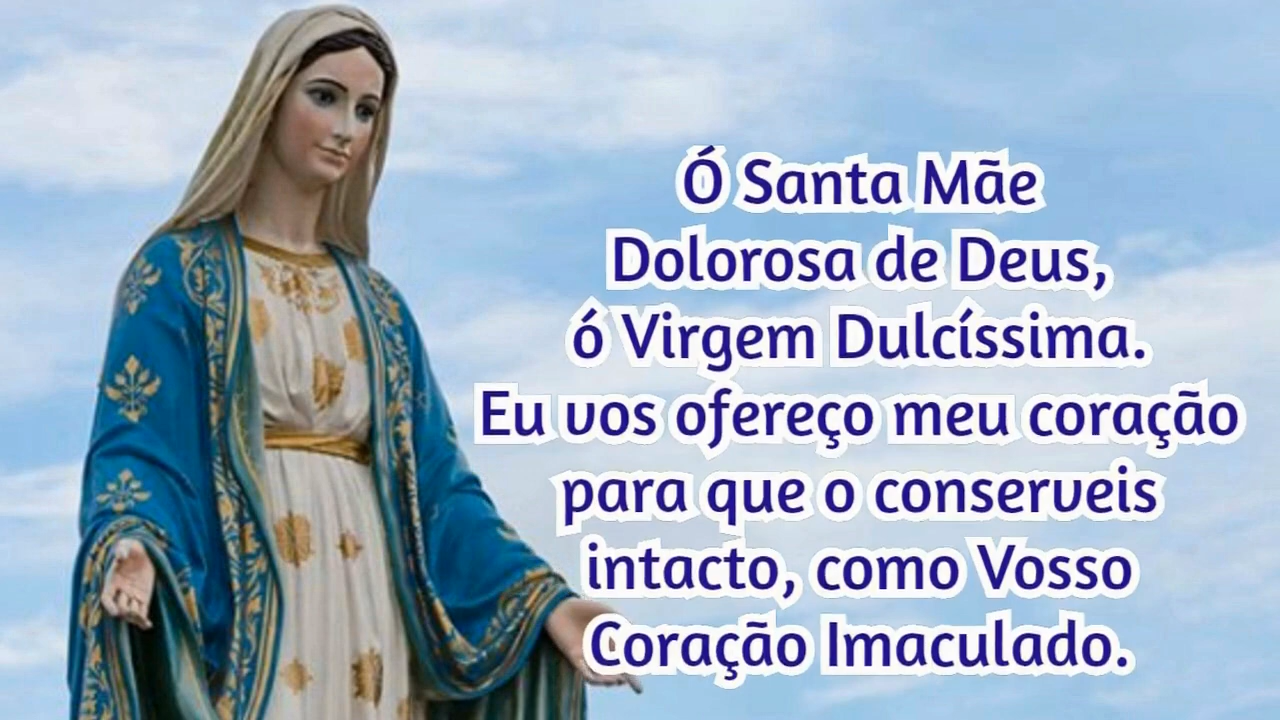 Ó Santa Mãe
Dolorosa de Deus,
ó Virgem Dulcíssima.
Eu vos ofereço meu coração
para que o conserveis
intacto, como Vosso
Coração Imaculado.